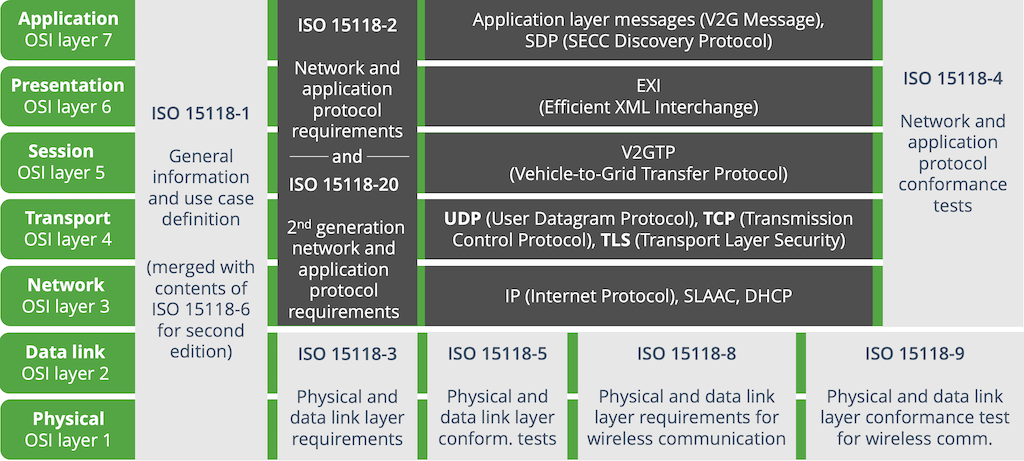 Application
OSI layer 7
Presentation
OSI layer 6
Session
OSI layer 5
Transport
OSI layer 4
Network
OSI layer 3
Data link
OSI layer 2
Physical
OSI layer 1
ISO 15118-1
General
information
and use case
definition
(merged with
contents of
ISO 15118-6
for second
edition)
ISO 15118-2
Network and
application
protocol
requirements
and
ISO 15118-20
2nd generation
network and
application
protocol
requirements
Application layer messages (V2G Message),
SDP (SECC Discovery Protocol)
EXI
(Efficient XML Interchange)
V2GTP
(Vehicle-to-Grid Transfer Protocol)
UDP (User Datagram Protocol), TCP (Transmission
Control Protocol), TLS (Transport Layer Security)
IP (Internet Protocol), SLAAC, DHCP
ISO 15118-4
Network and
application
protocol
conformance
tests
ISO 15118-3
Physical and
data link layer
requirements
ISO 15118-5
Physical and
data link layer
conform. tests
ISO 15118-8
Physical and data link
layer requirements for
wireless communication
ISO 15118-9
Physical and data link
layer conformance test
for wireless comm.